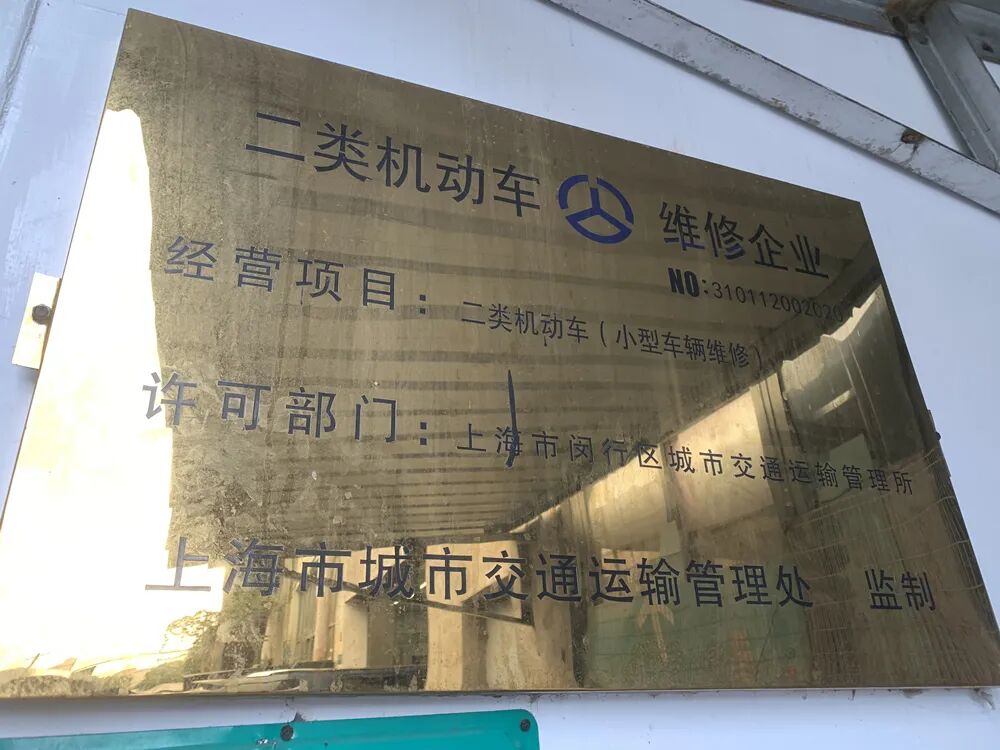 二类机动车 维修企业
NO:310112002020
经营项目：二类机动车（小型车辆维修）
许可部门：上海市闵行区城市交通运输管理所
上海市城市交通运输管理处 监制